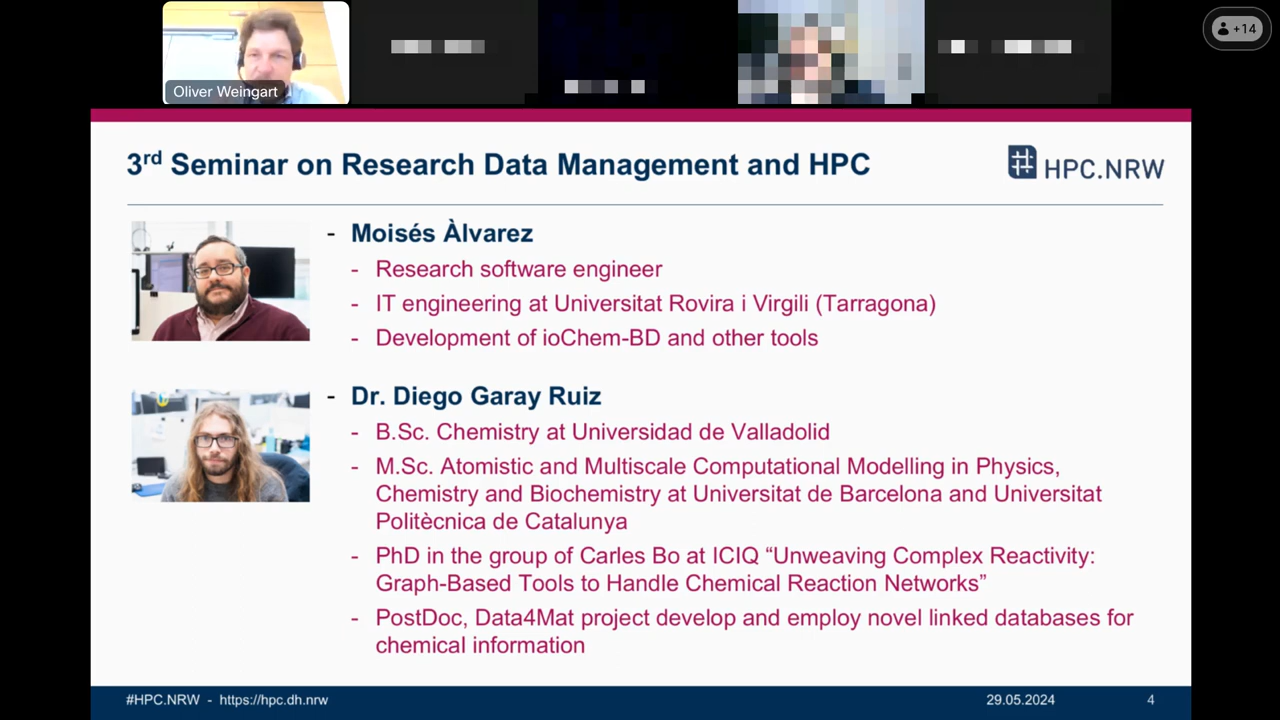 Oliver Weingart
+14
3rd Seminar on Research Data Management and HPC
HPC.NRW
- Moisés Àlvarez
- Research software engineer
- IT engineering at Universitat Rovira i Virgili (Tarragona)
- Development of ioChem-BD and other tools
- Dr. Diego Garay Ruiz
- B.Sc. Chemistry at Universidad de Valladolid
- M.Sc. Atomistic and Multiscale Computational Modelling in Physics,
Chemistry and Biochemistry at Universitat de Barcelona and Universitat
Politècnica de Catalunya
- PhD in the group of Carles Bo at ICIQ “Unweaving Complex Reactivity:
Graph-Based Tools to Handle Chemical Reaction Networks”
- PostDoc, Data4Mat project develop and employ novel linked databases for
chemical information
#HPC.NRW - https://hpc.dh.nrw
29.05.2024
4